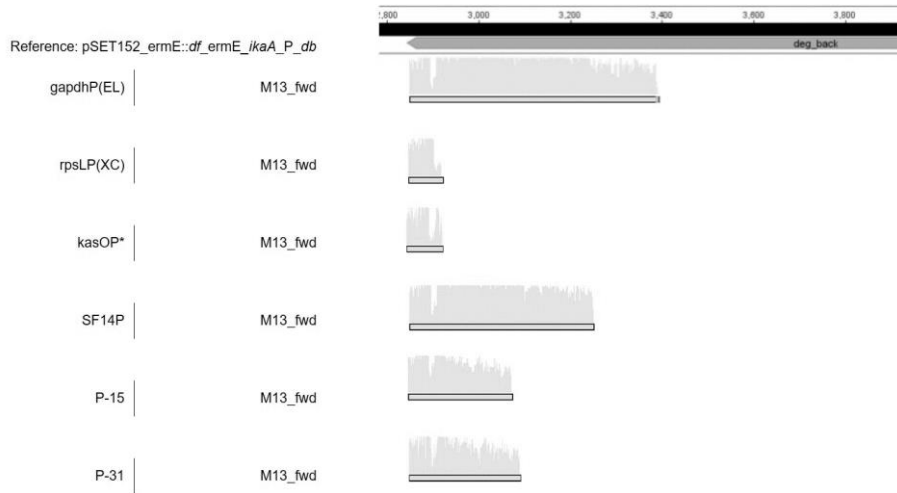 2,800 3,000 3,200 3,400 3,600 3,800
Reference: pSET152_ermE::df_ermE_ikaA_P_db
deg_back
gapdhP(EL) M13_fwd
rpsLP(XC) M13_fwd
kasOP* M13_fwd
SF14P M13_fwd
P-15 M13_fwd
P-31 M13_fwd